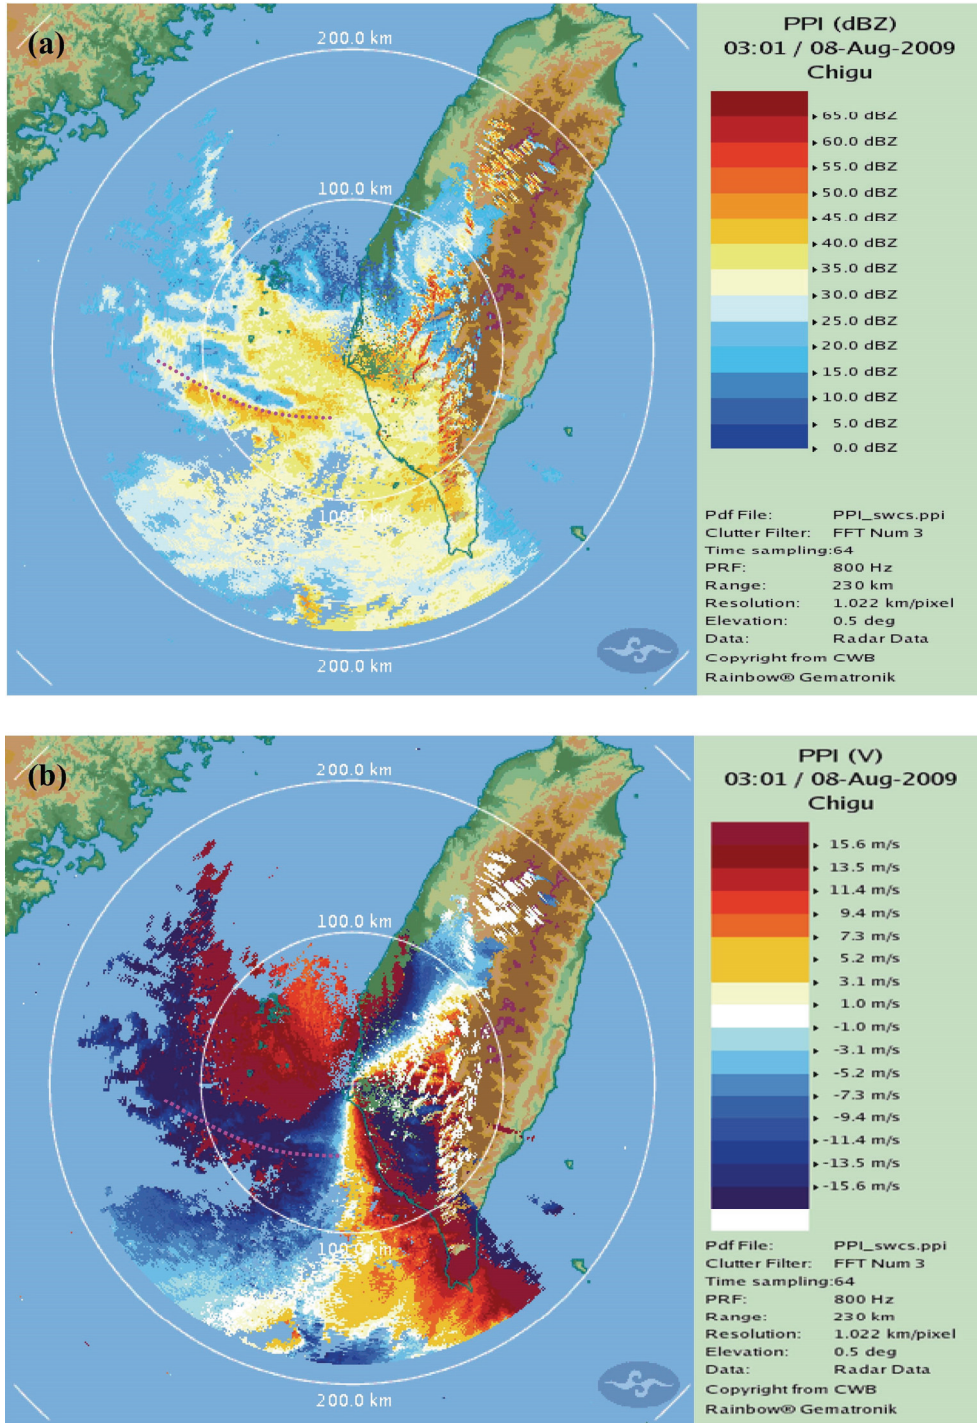 (a)
200.0 km
100.0 km
100.0 km
200.0 km
PPI (dBZ)
03:01 / 08-Aug-2009
Chigu
65.0 dBZ
60.0 dBZ
55.0 dBZ
50.0 dBZ
45.0 dBZ
40.0 dBZ
35.0 dBZ
30.0 dBZ
25.0 dBZ
20.0 dBZ
15.0 dBZ
10.0 dBZ
5.0 dBZ
0.0 dBZ
Pdf File: PPI_swcs.ppi
Clutter Filter: FFT Num 3
Time sampling:64
PRF: 800 Hz
Range: 230 km
Resolution: 1.022 km/pixel
Elevation: 0.5 deg
Data: Radar Data
Copyright from CWB
Rainbow® Gematronik
(b)
200.0 km
100.0 km
100.0 km
200.0 km
PPI (V)
03:01 / 08-Aug-2009
Chigu
15.6 m/s
13.5 m/s
11.4 m/s
9.4 m/s
7.3 m/s
5.2 m/s
3.1 m/s
1.0 m/s
-1.0 m/s
-3.1 m/s
-5.2 m/s
-7.3 m/s
-9.4 m/s
-11.4 m/s
-13.5 m/s
-15.6 m/s
Pdf File: PPI_swcs.ppi
Clutter Filter: FFT Num 3
Time sampling:64
PRF: 800 Hz
Range: 230 km
Resolution: 1.022 km/pixel
Elevation: 0.5 deg
Data: Radar Data
Copyright from CWB
Rainbow® Gematronik